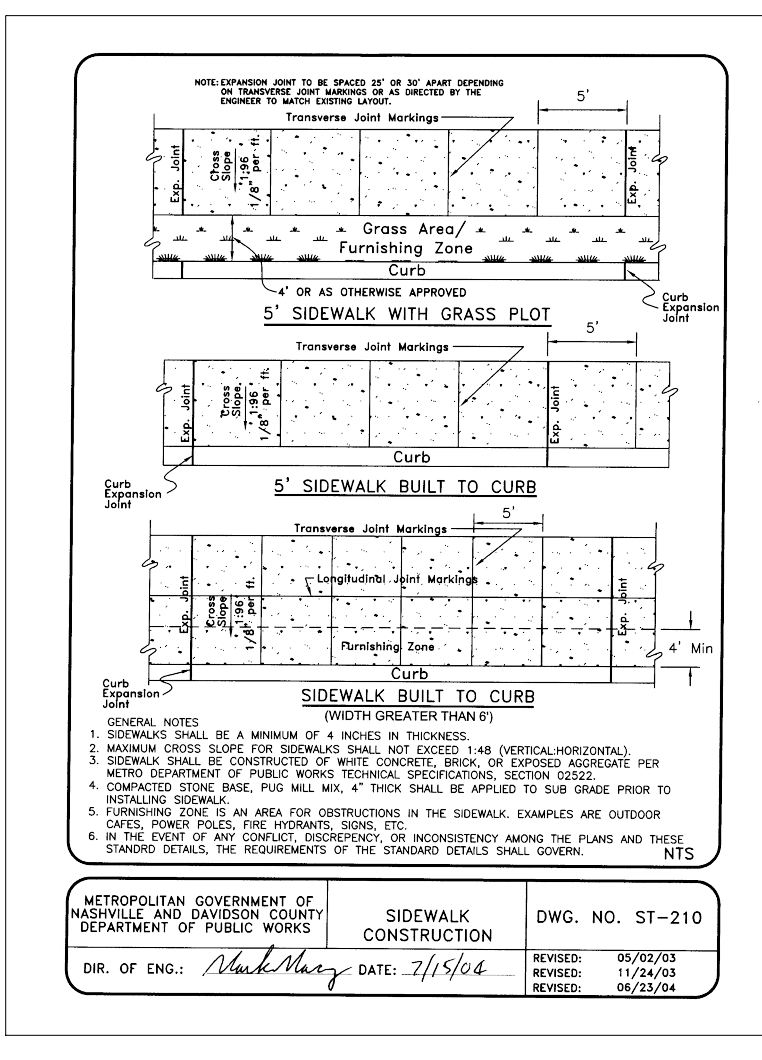 NOTE: EXPANSION JOINT TO BE SPACED 25' OR 30' APART DEPENDING
ON TRANSVERSE JOINT MARKINGS OR AS DIRECTED BY THE
ENGINEER TO MATCH EXISTING LAYOUT.
Transverse Joint Markings
5'
Exp. Joint
Cross
Slope
1:96
1/8" per ft.
Exp. Joint
Grass Area/
Furnishing Zone
Curb
4' OR AS OTHERWISE APPROVED
Curb
Expansion
Joint
5' SIDEWALK WITH GRASS PLOT
Transverse Joint Markings
5'
Exp. Joint
Cross
Slope
1:96
1/8" per ft.
Exp. Joint
Curb
Curb
Expansion
Joint
5' SIDEWALK BUILT TO CURB
Transverse Joint Markings
5'
Longitudinal Joint Markings
Exp. Joint
Cross
Slope
1:96
1/8" per ft.
Exp. Joint
Furnishing Zone
4' Min
Curb
Curb
Expansion
Joint
SIDEWALK BUILT TO CURB
(WIDTH GREATER THAN 6')
GENERAL NOTES
1. SIDEWALKS SHALL BE A MINIMUM OF 4 INCHES IN THICKNESS.
2. MAXIMUM CROSS SLOPE FOR SIDEWALKS SHALL NOT EXCEED 1:48 (VERTICAL:HORIZONTAL).
3. SIDEWALK SHALL BE CONSTRUCTED OF WHITE CONCRETE, BRICK, OR EXPOSED AGGREGATE PER
METRO DEPARTMENT OF PUBLIC WORKS TECHNICAL SPECIFICATIONS, SECTION 02522.
4. COMPACTED STONE BASE, PUG MILL MIX, 4" THICK SHALL BE APPLIED TO SUB GRADE PRIOR TO
INSTALLING SIDEWALK.
5. FURNISHING ZONE IS AN AREA FOR OBSTRUCTIONS IN THE SIDEWALK. EXAMPLES ARE OUTDOOR
CAFES, POWER POLES, FIRE HYDRANTS, SIGNS, ETC.
6. IN THE EVENT OF ANY CONFLICT, DISCREPENCY, OR INCONSISTENCY AMONG THE PLANS AND THESE
STANDRD DETAILS, THE REQUIREMENTS OF THE STANDARD DETAILS SHALL GOVERN.
NTS
METROPOLITAN GOVERNMENT OF
NASHVILLE AND DAVIDSON COUNTY
DEPARTMENT OF PUBLIC WORKS
SIDEWALK
CONSTRUCTION
DWG. NO. ST-210
DIR. OF ENG.: Mark Macy DATE: 7/15/04
REVISED: 05/02/03
REVISED: 11/24/03
REVISED: 06/23/04